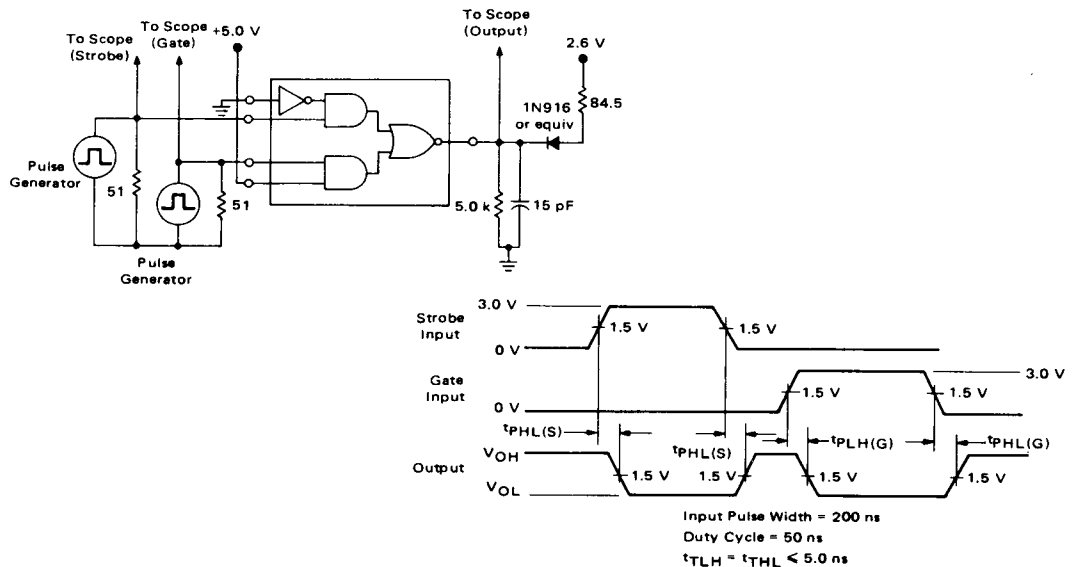 To Scope
(Strobe)
To Scope
(Gate)
+5.0 V
To Scope
(Output)
2.6 V
84.5
1N916
or equiv
Pulse
Generator
51
51
Pulse
Generator
5.0 k
15 pF
Strobe
Input
3.0 V
0 V
1.5 V
1.5 V
Gate
Input
0 V
3.0 V
1.5 V
1.5 V
tPHL(S)
tPHL(S)
tPLH(G)
tPHL(G)
Output
VOH
VOL
1.5 V
1.5 V
1.5 V
1.5 V
Input Pulse Width = 200 ns
Duty Cycle = 50 ns
tTLH = tTHL ≤ 5.0 ns